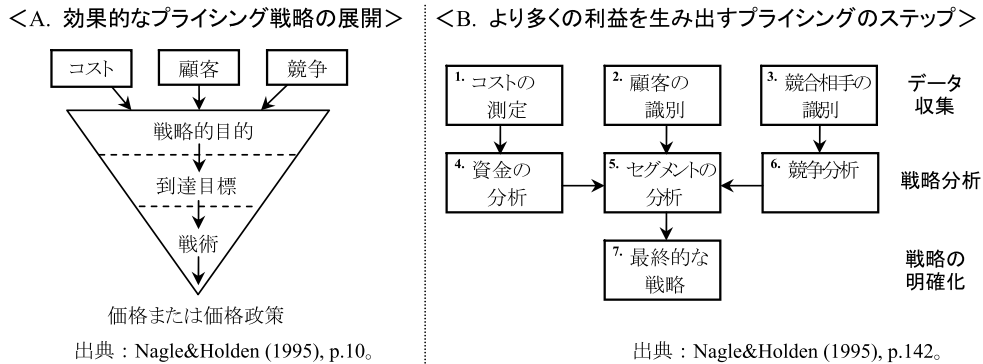 ＜A. 効果的なプライシング戦略の展開＞
コスト
顧客
競争
戦略的目的
到達目標
戦術
価格または価格政策
出典：Nagle&Holden (1995), p.10。
＜B. より多くの利益を生み出すプライシングのステップ＞
1. コストの
測定
2. 顧客の
識別
3. 競合相手の
識別
データ
収集
4. 資金の
分析
5. セグメントの
分析
6. 競争分析
戦略分析
7. 最終的な
戦略
戦略の
明確化
出典：Nagle&Holden (1995), p.142。